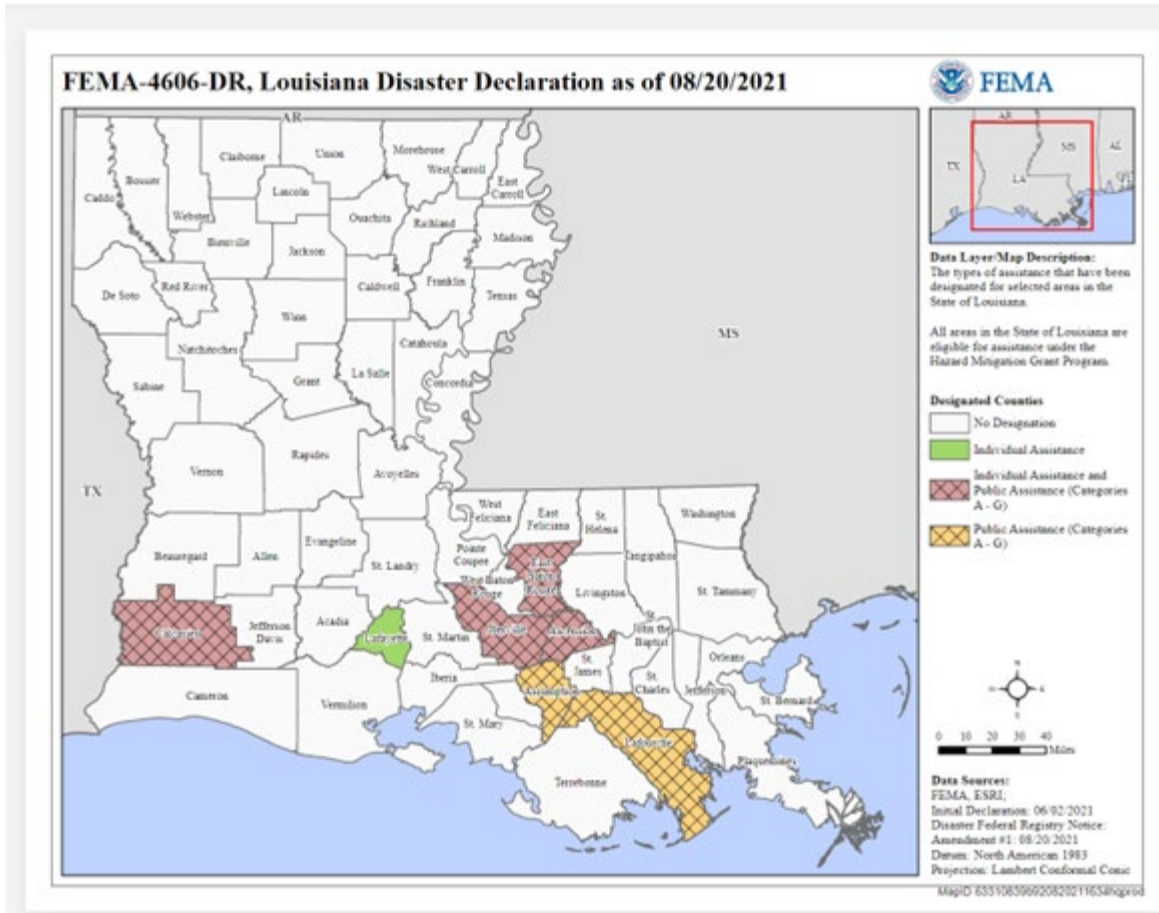 FEMA-4606-DR, Louisiana Disaster Declaration as of 08/20/2021
FEMA
AR
Claiborne
Union
Morehouse
West Carroll
East
Carroll
Bossier
Caddo
Webster
Lincoln
Ouachita
Richland
Madison
Bienville
Jackson
De Soto
Red River
Caldwell
Franklin
Tensas
Winn
Natchitoches
Catahoula
MS
Sabine
Grant
La Salle
Concordia
Vernon
Rapides
Avoyelles
TX
West
Feliciana
East
Feliciana
St.
Helena
Washington
Beauregard
Allen
Evangeline
St. Landry
Pointe
Coupee
East
Baton
Rouge
Tangipahoa
West Baton
Rouge
Livingston
St. Tammany
Calcasieu
Jefferson
Davis
Acadia
Lafayette
St. Martin
Iberville
Ascension
St.
John the
Baptist
Cameron
Vermilion
Iberia
St.
James
Orleans
Assumption
St.
Charles
Jefferson
St. Bernard
St. Mary
Lafourche
Plaquemines
Terrebonne
AR
MS
AL
TX
LA
Data Layer/Map Description:
The types of assistance that have been
designated for selected areas in the
State of Louisiana.
All areas in the State of Louisiana are
eligible for assistance under the
Hazard Mitigation Grant Program.
Designated Counties
No Designation
Individual Assistance
Individual Assistance and
Public Assistance (Categories
A - G)
Public Assistance (Categories
A - G)
N
W E
S
0 10 20 30 40
Miles
Data Sources:
FEMA, ESRI;
Initial Declaration: 06/02/2021
Disaster Federal Registry Notice:
Amendment #1: 08/20/2021
Datum: North American 1983
Projection: Lambert Conformal Conic